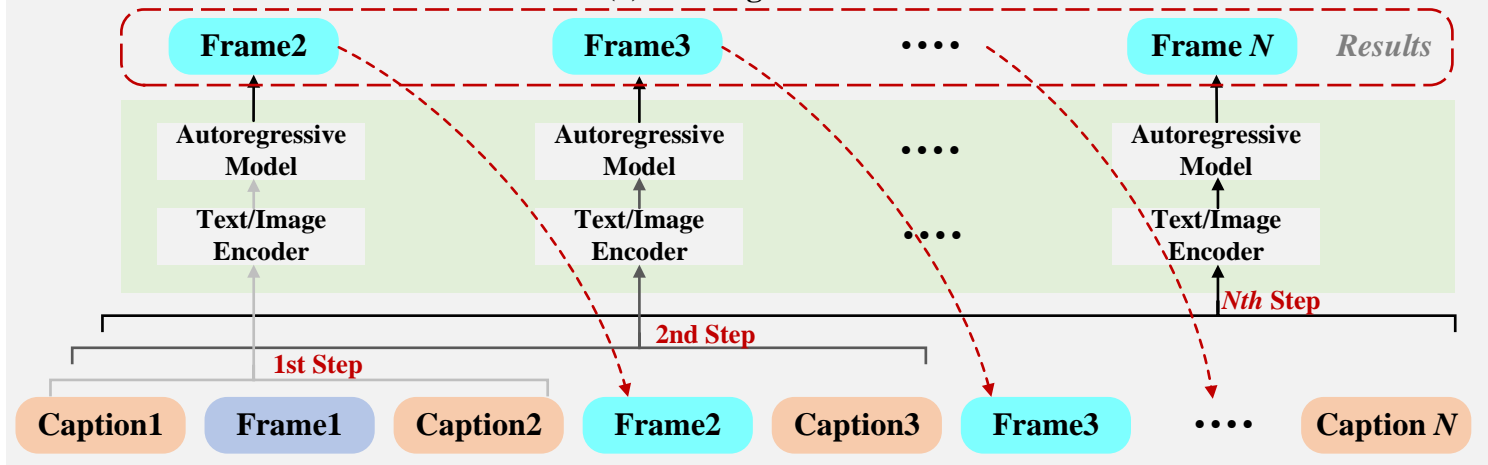 Frame2
Frame3
••••
Frame N
Results
Autoregressive
Model
Autoregressive
Model
••••
Autoregressive
Model
Text/Image
Encoder
Text/Image
Encoder
••••
Text/Image
Encoder
Nth Step
2nd Step
1st Step
Caption1
Frame1
Caption2
Frame2
Caption3
Frame3
••••
Caption N